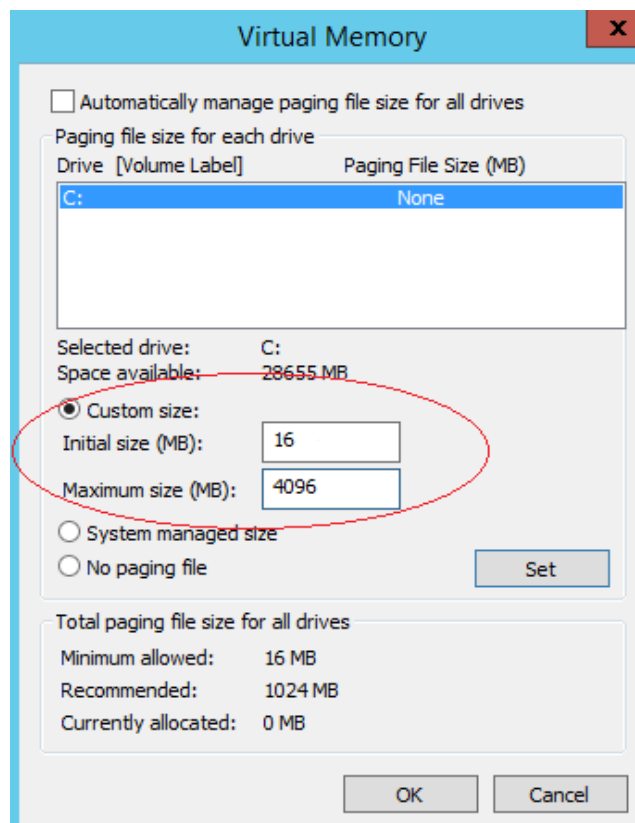 Virtual Memory
x
Automatically manage paging file size for all drives
Paging file size for each drive
Drive [Volume Label] Paging File Size (MB)
C: None
Selected drive: C:
Space available: 28655 MB
Custom size:
Initial size (MB): 16
Maximum size (MB): 4096
System managed size
No paging file Set
Total paging file size for all drives
Minimum allowed: 16 MB
Recommended: 1024 MB
Currently allocated: 0 MB
OK Cancel